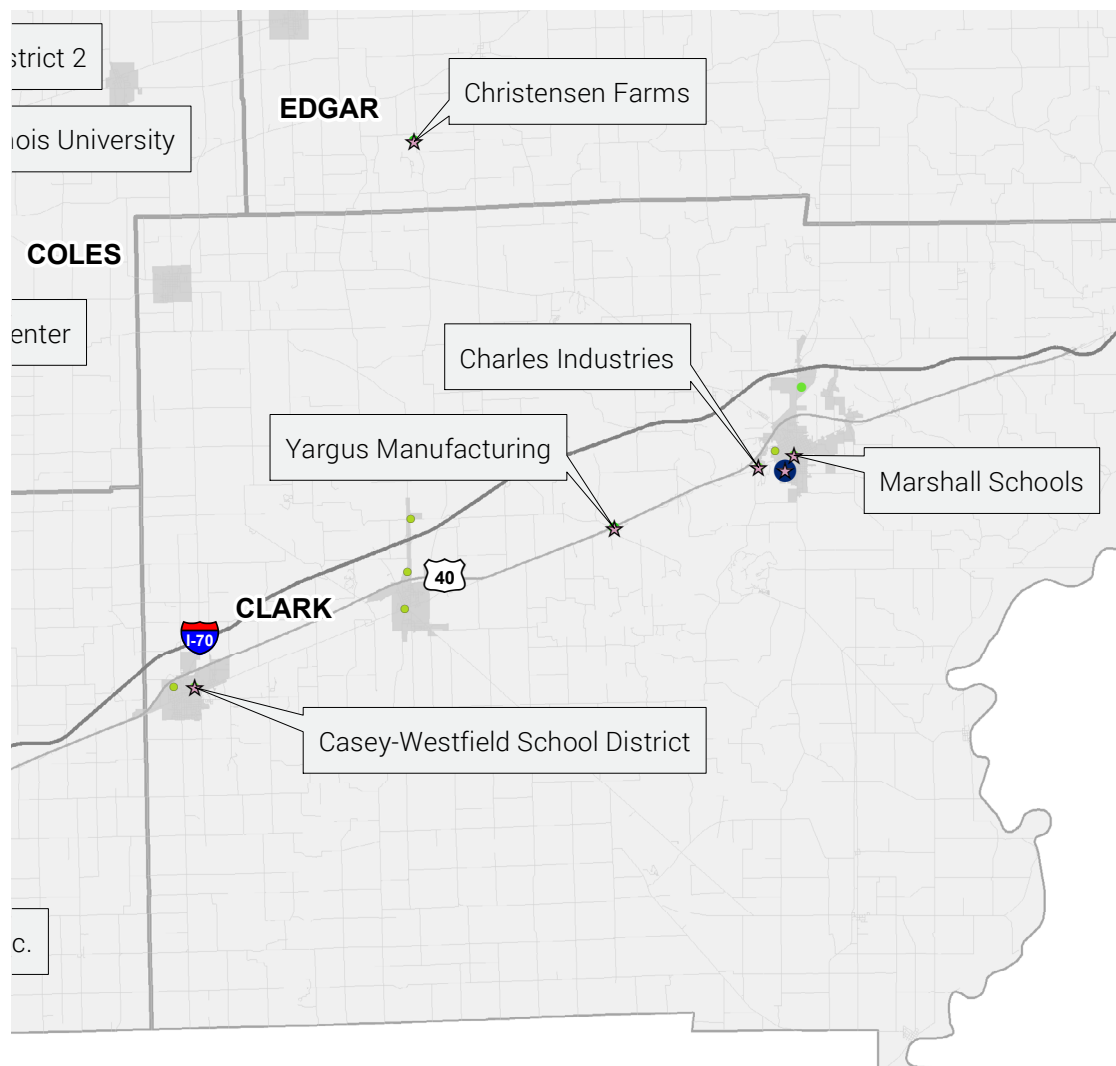 strict 2
Christensen Farms
EDGAR
University
COLES
enter
Charles Industries
Yargus Manufacturing
Marshall Schools
40
CLARK
I-70
Casey-Westfield School District
c.